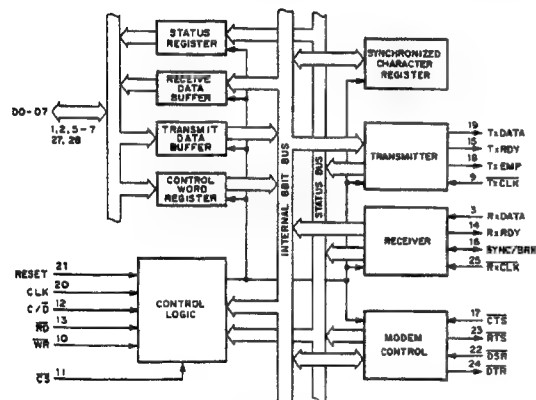 STATUS
REGISTER
RECEIVE
DATA
BUFFER
TRANSMIT
DATA
BUFFER
CONTROL
WORD
REGISTER
D0-D7
1,2,5-7
27,28
INTERNAL 8BIT BUS
STATUS BUS
SYNCHRONIZED
CHARACTER
REGISTER
TRANSMITTER
19 TxDATA
15 TxRDY
18 TxEMP
9 TxCLK
RECEIVER
3 RxDATA
14 RxRDY
16 SYNC/BRK
25 RxCLK
MODEM
CONTROL
17 CTS
23 RTS
22 DSR
24 DTR
RESET 21
CLK 20
C/D 12
RD 13
WR 10
CS 11
CONTROL
LOGIC